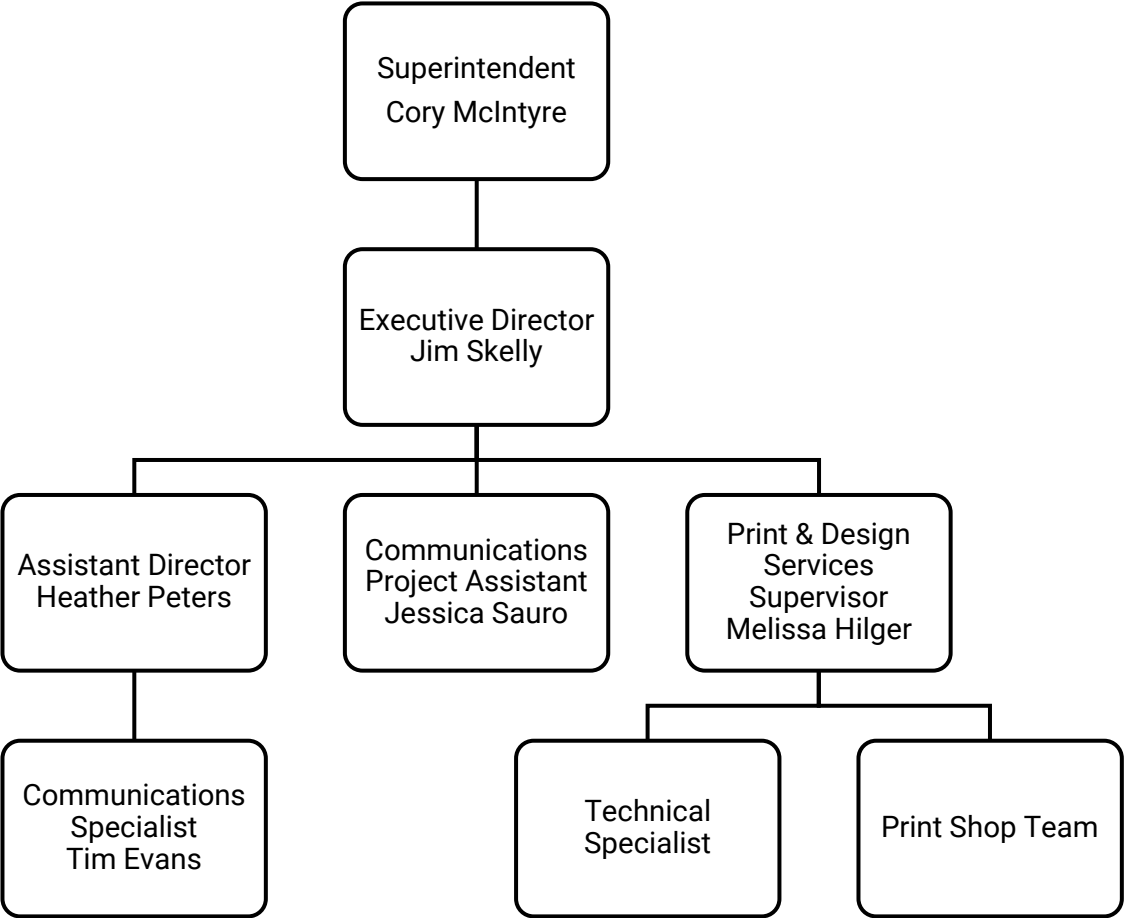 Superintendent
Cory McIntyre
Executive Director
Jim Skelly
Assistant Director
Heather Peters
Communications
Project Assistant
Jessica Sauro
Print & Design
Services
Supervisor
Melissa Hilger
Communications
Specialist
Tim Evans
Technical
Specialist
Print Shop Team